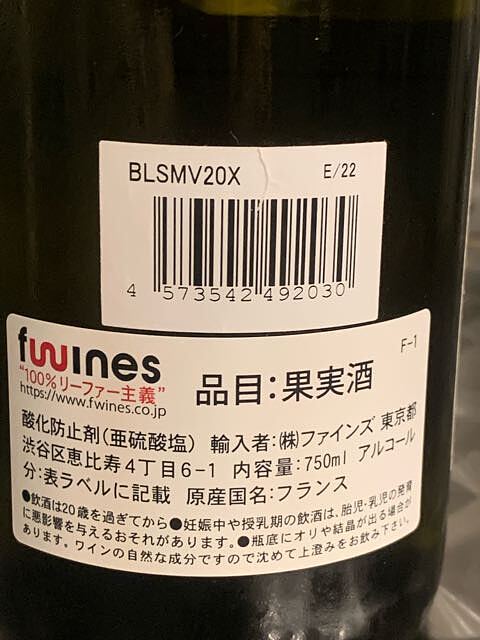 BLSMV20X E/22
4 573542 492030
fwines
"100%リーファー主義"
https://www.fwines.co.jp
F-1
品目:果実酒
酸化防止剤(亜硫酸塩) 輸入者:㈱ファインズ 東京都
渋谷区恵比寿4丁目6-1 内容量:750ml アルコール
分:表ラベルに記載 原産国名:フランス
●飲酒は20歳を過ぎてから●妊娠中や授乳期の飲酒は、胎児・乳児の発育
に悪影響を与えるおそれがあります。●瓶底にオリや結晶が出る場合が
あります。ワインの自然な成分ですので沈めて上澄みをお飲み下さい。